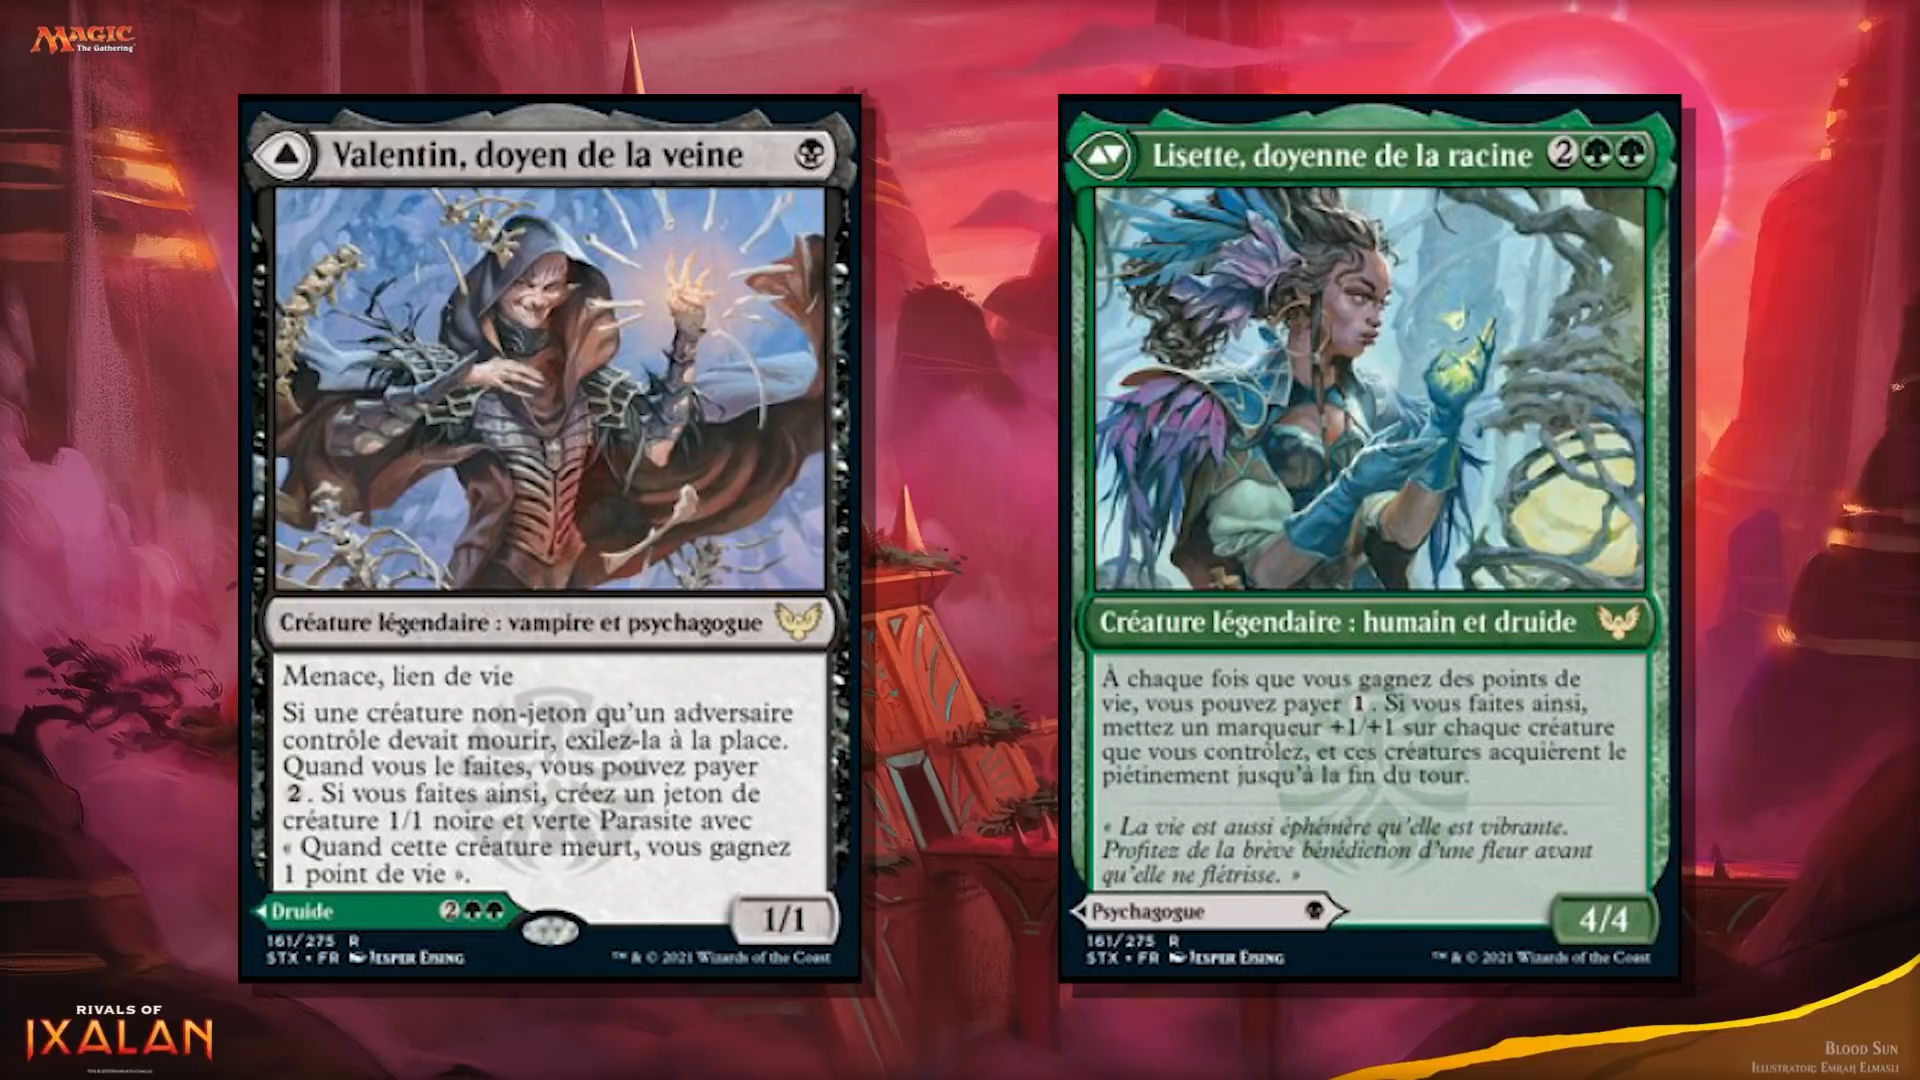 MAGIC
The Gathering
Valentin, doyen de la veine
Créature légendaire : vampire et psychagogue
Menace, lien de vie
Si une créature non-jeton qu'un adversaire
contrôle devait mourir, exilez-la à la place.
Quand vous le faites, vous pouvez payer
2. Si vous faites ainsi, créez un jeton de
créature 1/1 noire et verte Parasite avec
« Quand cette créature meurt, vous gagnez
1 point de vie ».
Druide 2
1/1
161/275 R
STX • FR Jesper Ejsing
™ & © 2021 Wizards of the Coast
Lisette, doyenne de la racine 2
Créature légendaire : humain et druide
À chaque fois que vous gagnez des points de
vie, vous pouvez payer 1. Si vous faites ainsi,
mettez un marqueur +1/+1 sur chaque créature
que vous contrôlez, et ces créatures acquièrent le
piétinement jusqu'à la fin du tour.
« La vie est aussi éphémère qu'elle est vibrante.
Profitez de la brève bénédiction d'une fleur avant
qu'elle ne flétrisse. »
Psychagogue
4/4
161/275 R
STX • FR Jesper Ejsing
™ & © 2021 Wizards of the Coast
RIVALS OF
IXALAN
Blood Sun
Illustrator: Emrah Elmasli